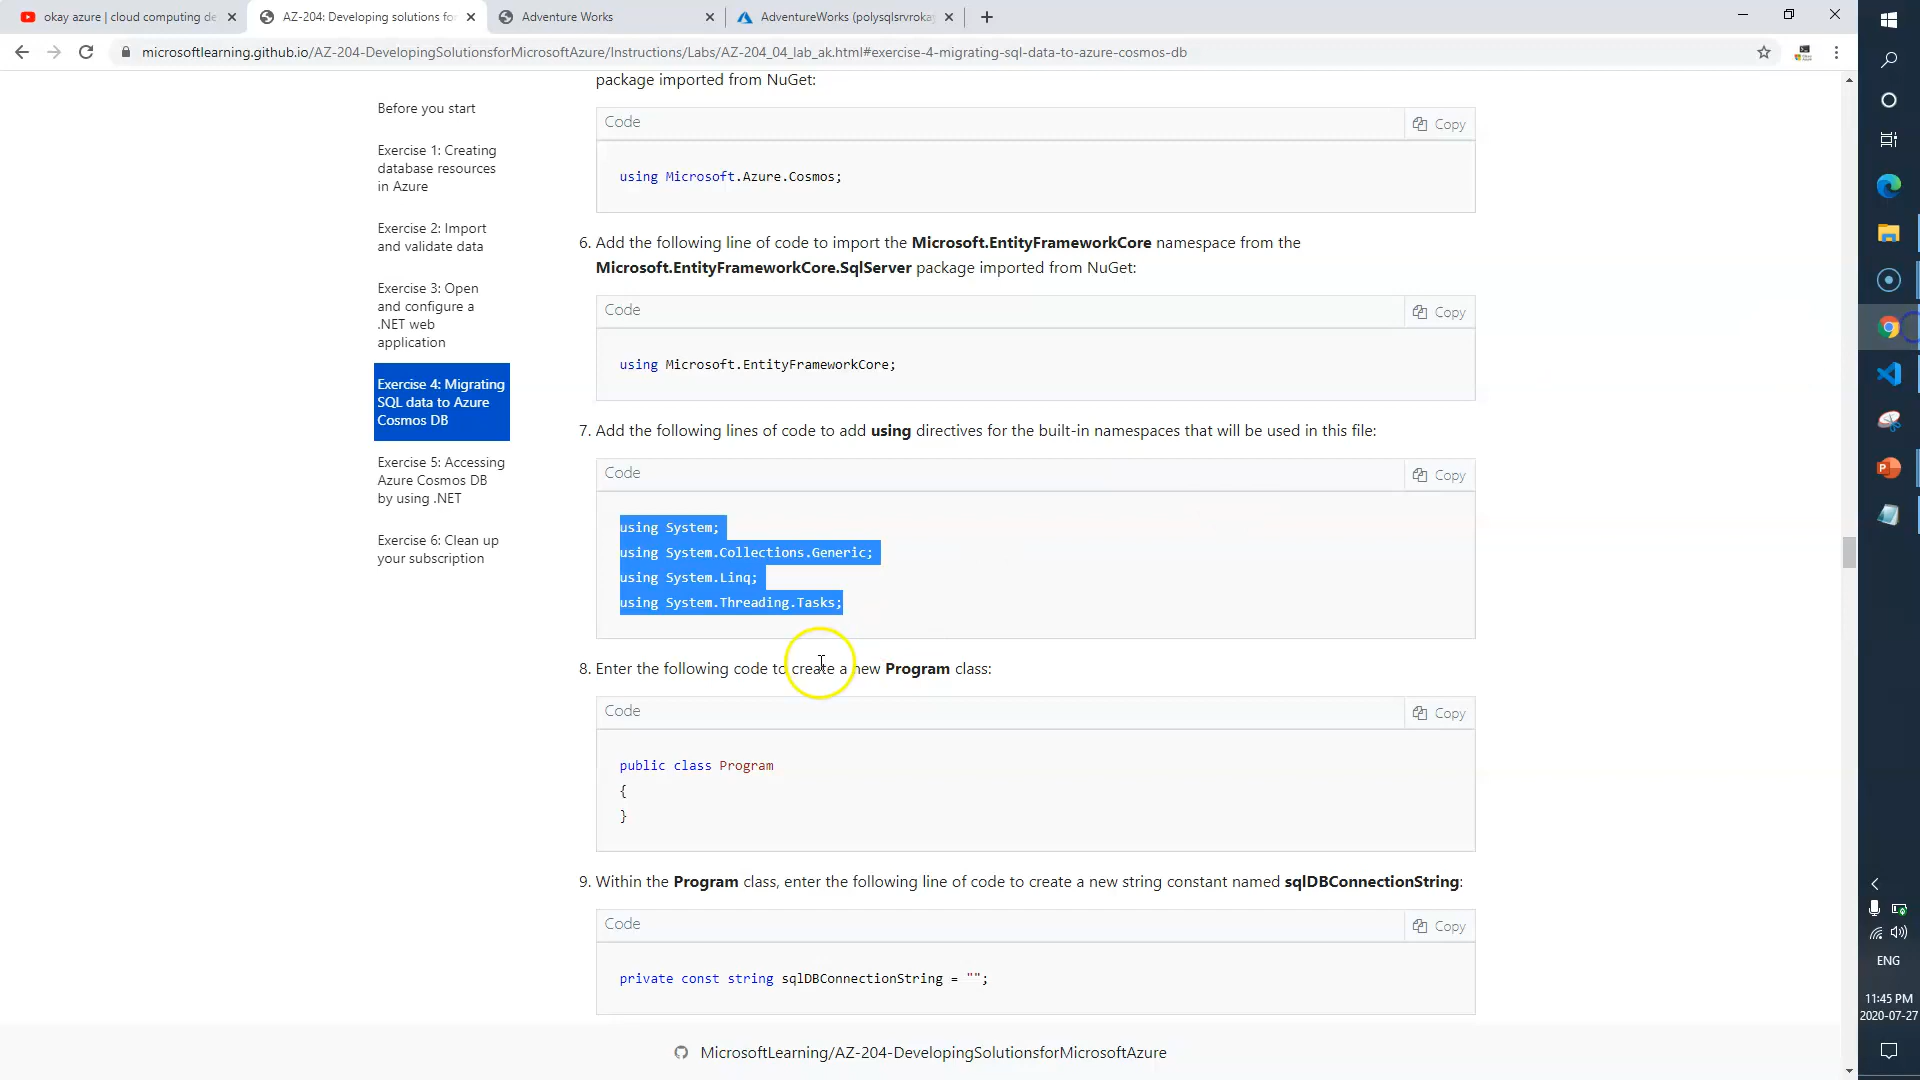 okay azure | cloud computing de
AZ-204: Developing solutions for
Adventure Works
AdventureWorks (polysqlsrvroka
microsoftlearning.github.io/AZ-204-DevelopingSolutionsforMicrosoftAzure/Instructions/Labs/AZ-204_04_lab_ak.html#exercise-4-migrating-sql-data-to-azure-cosmos-db
Before you start
Exercise 1: Creating
database resources
in Azure
Exercise 2: Import
and validate data
Exercise 3: Open
and configure a
.NET web
application
Exercise 4: Migrating
SQL data to Azure
Cosmos DB
Exercise 5: Accessing
Azure Cosmos DB
by using .NET
Exercise 6: Clean up
your subscription
package imported from NuGet:
Code
Copy
using Microsoft.Azure.Cosmos;
6. Add the following line of code to import the Microsoft.EntityFrameworkCore namespace from the
Microsoft.EntityFrameworkCore.SqlServer package imported from NuGet:
Code
Copy
using Microsoft.EntityFrameworkCore;
7. Add the following lines of code to add using directives for the built-in namespaces that will be used in this file:
Code
Copy
using System;
using System.Collections.Generic;
using System.Linq;
using System.Threading.Tasks;
8. Enter the following code to create a new Program class:
Code
Copy
public class Program
{
}
9. Within the Program class, enter the following line of code to create a new string constant named sqlDBConnectionString:
Code
Copy
private const string sqlDBConnectionString = "";
MicrosoftLearning/AZ-204-DevelopingSolutionsforMicrosoftAzure
ENG
11:45 PM
2020-07-27